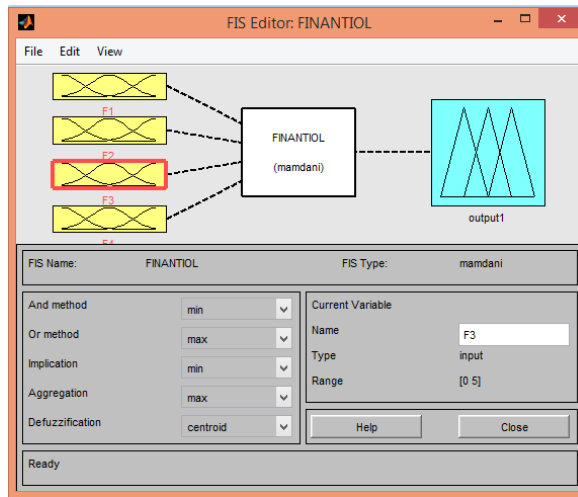 FIS Editor: FINANTIOL
File Edit View
F1
F2
F3
F4
FINANTIOL
(mamdani)
output1
FIS Name: FINANTIOL FIS Type: mamdani
And method min
Or method max
Implication min
Aggregation max
Defuzzification centroid
Current Variable
Name F3
Type input
Range [0 5]
Help Close
Ready